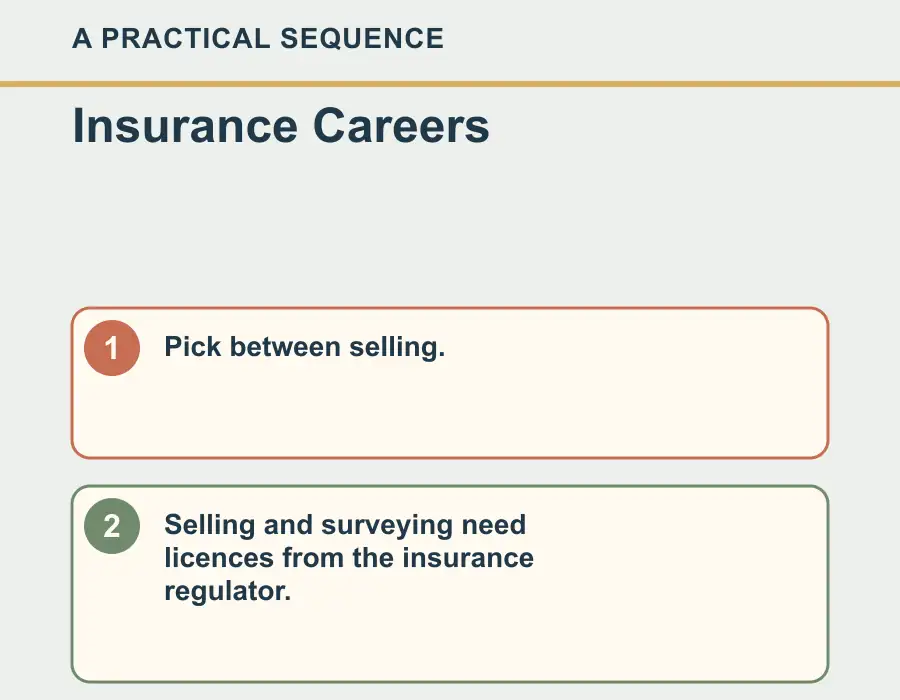 A PRACTICAL SEQUENCE
Insurance Careers
1
Pick between selling.
2
Selling and surveying need
licences from the insurance
regulator.